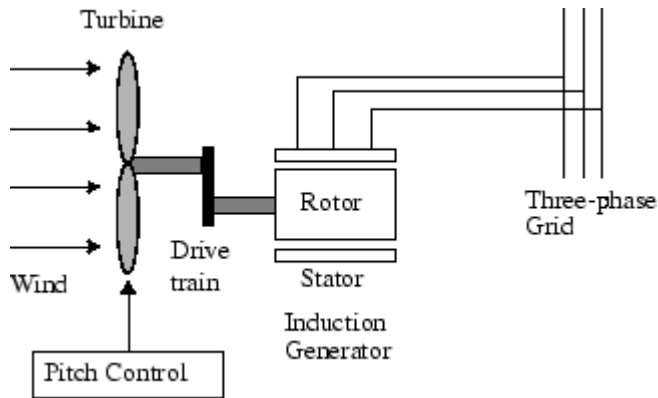 Turbine
Rotor
Three-phase
Grid
Drive
train
Wind
Stator
Induction
Generator
Pitch Control